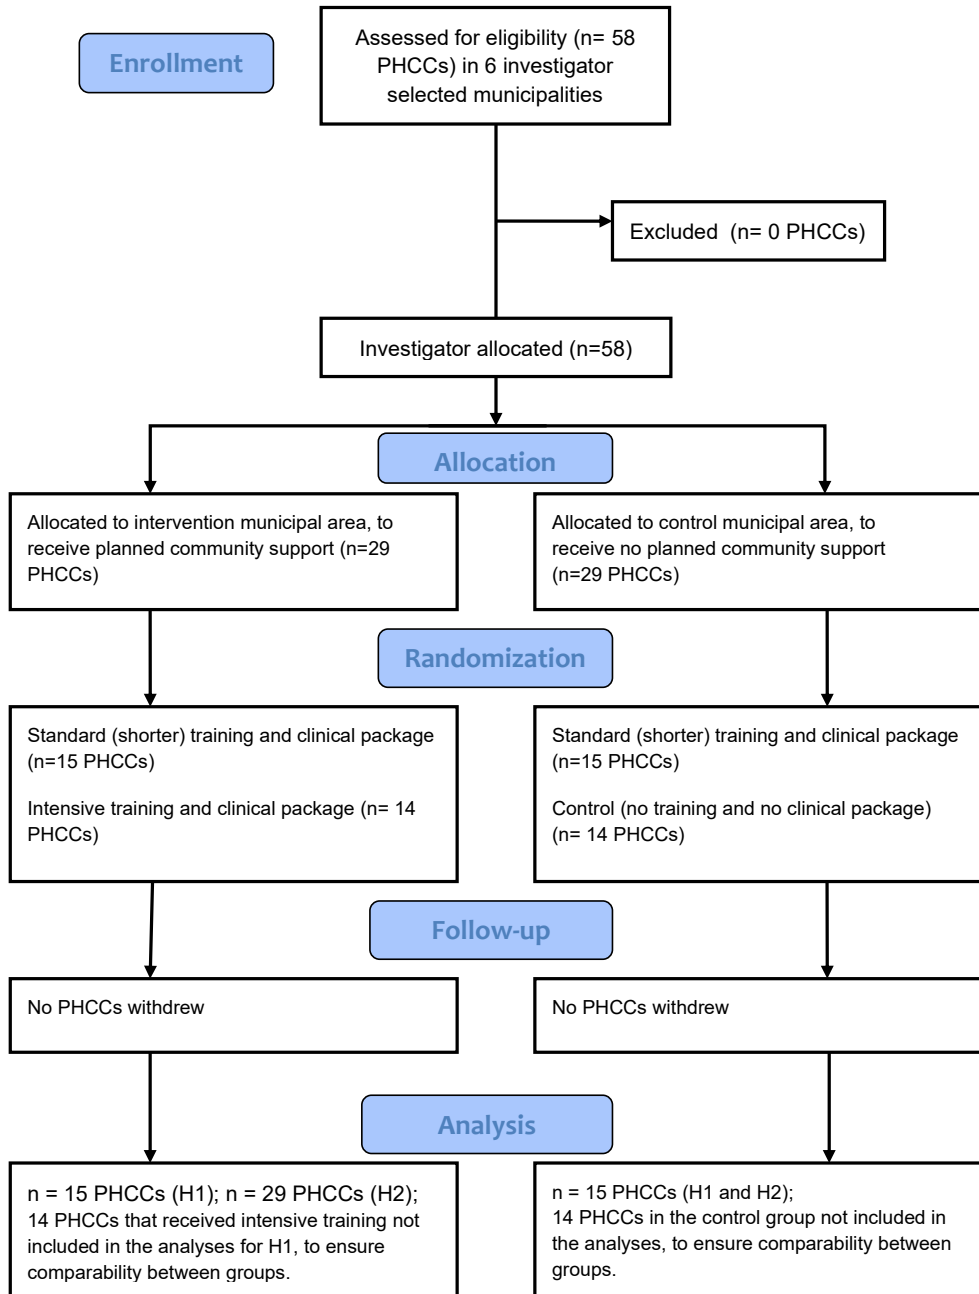 Enrollment
Assessed for eligibility (n= 58
PHCCs) in 6 investigator
selected municipalities
Excluded  (n= 0 PHCCs)
Investigator allocated (n=58)
Allocation
Allocated to intervention municipal area, to
receive planned community support (n=29
PHCCs)
Allocated to control municipal area, to
receive no planned community support
(n=29 PHCCs)
Randomization
Standard (shorter) training and clinical package
(n=15 PHCCs)
Intensive training and clinical package (n= 14
PHCCs)
Standard (shorter) training and clinical package
(n=15 PHCCs)
Control (no training and no clinical package)
(n= 14 PHCCs)
Follow-up
No PHCCs withdrew
No PHCCs withdrew
Analysis
n = 15 PHCCs (H1); n = 29 PHCCs (H2);
14 PHCCs that received intensive training not
included in the analyses for H1, to ensure
comparability between groups.
n = 15 PHCCs (H1 and H2);
14 PHCCs in the control group not included in
the analyses, to ensure comparability between
groups.